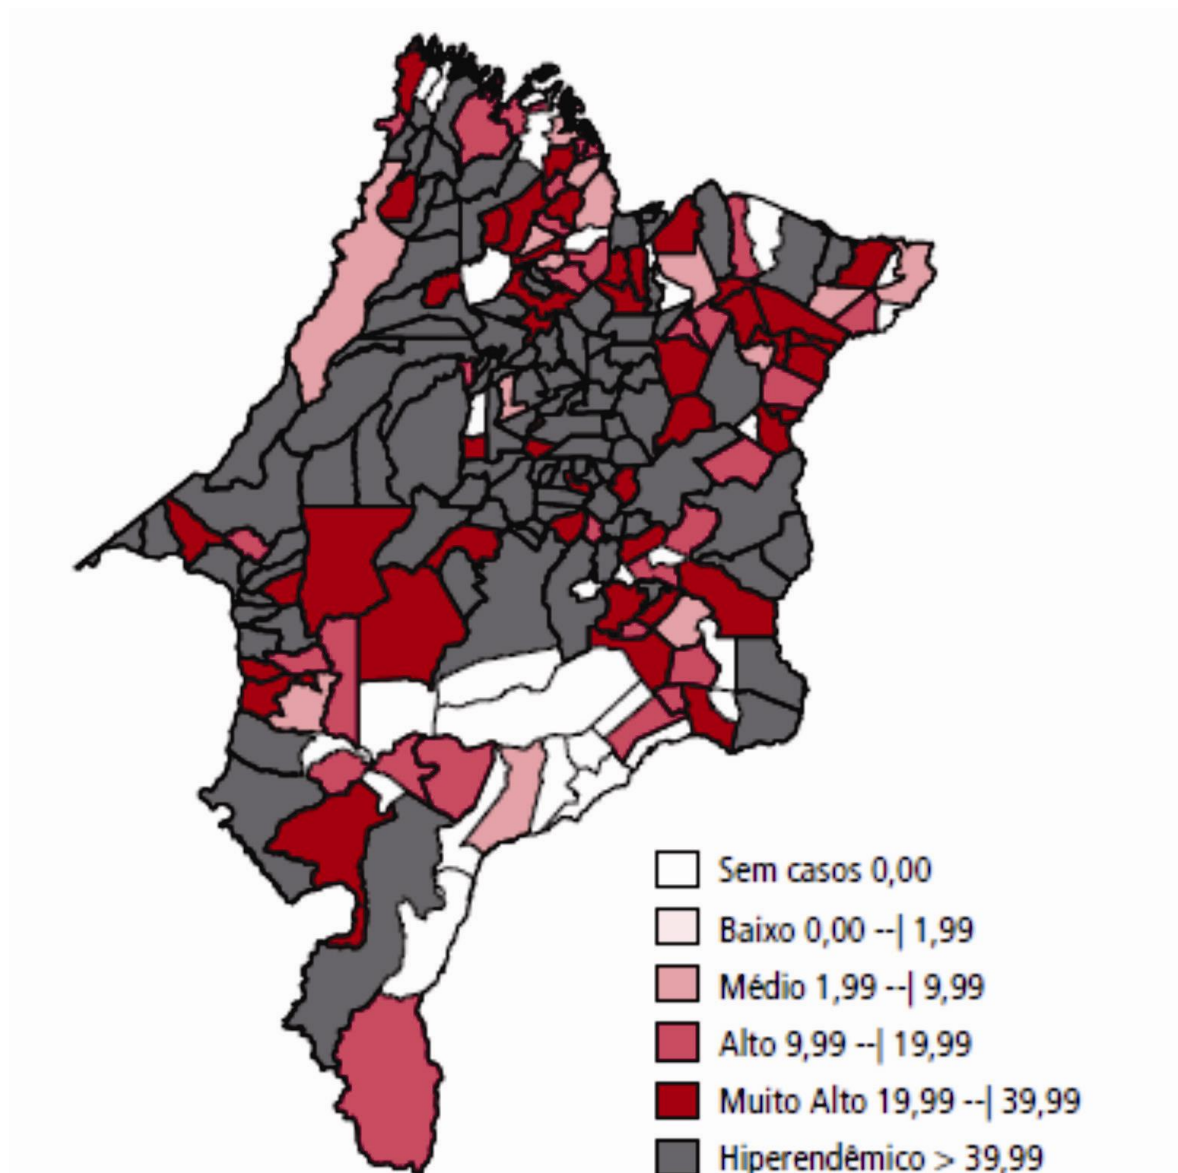 Sem casos 0,00
Baixo 0,00 --| 1,99
Médio 1,99 --| 9,99
Alto 9,99 --| 19,99
Muito Alto 19,99 --| 39,99
Hiperendêmico > 39,99